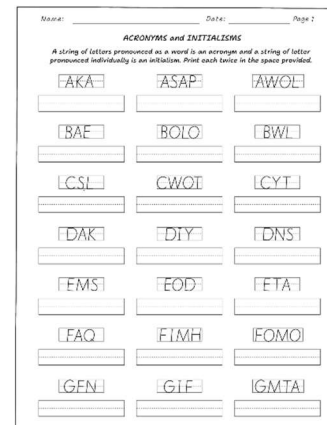 Name: Date: Page 1
ACRONYMS and INITIALISMS
A string of letters pronounced as a word is an acronym and a string of letter
pronounced individually is an initialism. Print each twice in the space provided.
AKA ASAP AWOL
BAE BOLO BWL
CSL CWOT CYT
DAK DIY DNS
EMS EOD ETA
FAQ FIMH FOMO
GFN GIF GMTA